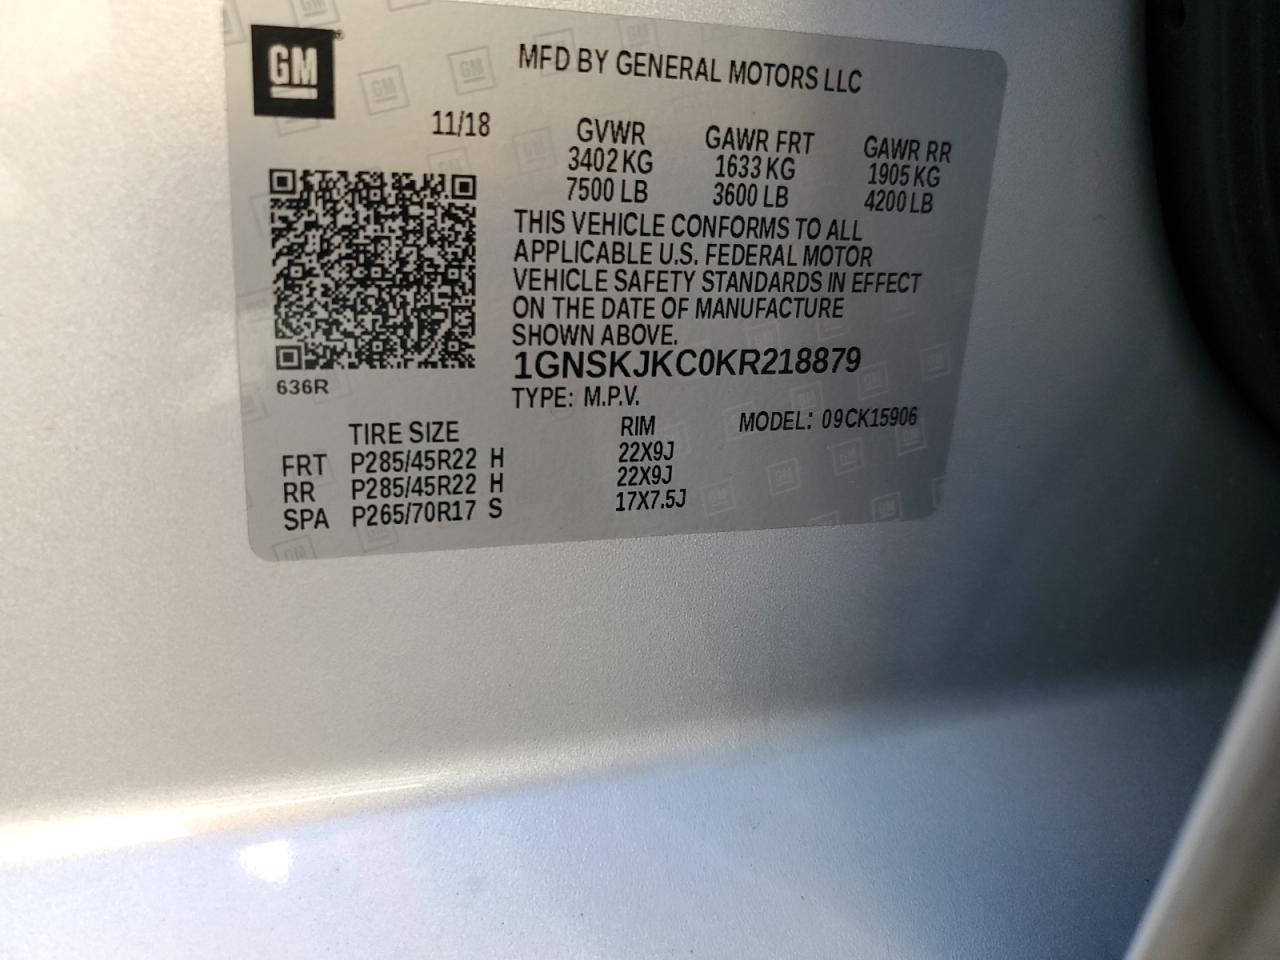 GM
MFD BY GENERAL MOTORS LLC
11/18
GVWR GAWR FRT GAWR RR
3402 KG 1633 KG 1905 KG
7500 LB 3600 LB 4200 LB
THIS VEHICLE CONFORMS TO ALL
APPLICABLE U.S. FEDERAL MOTOR
VEHICLE SAFETY STANDARDS IN EFFECT
ON THE DATE OF MANUFACTURE
SHOWN ABOVE.
1GNSKJKC0KR218879
636R
TYPE: M.P.V.
TIRE SIZE RIM MODEL: 09CK15906
FRT P285/45R22 H 22X9J
RR P285/45R22 H 22X9J
SPA P265/70R17 S 17X7.5J